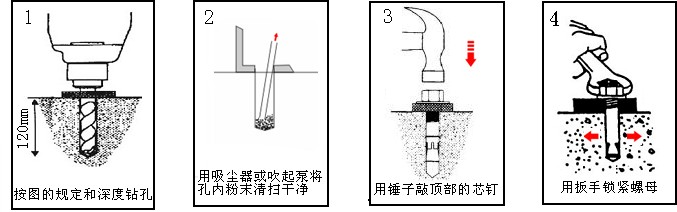 1
120mm
按图的规定和深度钻孔
2
用吸尘器或吹起泵将
孔内粉末清扫干净
3
用锤子敲顶部的芯钉
4
用扳手锁紧螺母